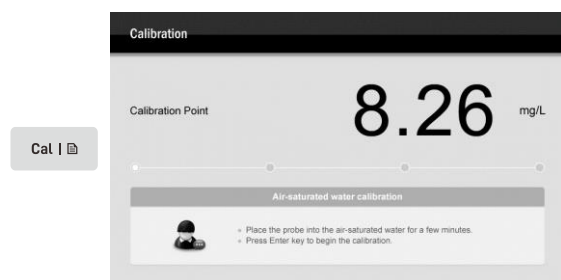 Calibration
Calibration Point
8.26 mg/L
Cal |
Air-saturated water calibration
Place the probe into the air-saturated water for a few minutes.
Press Enter key to begin the calibration.